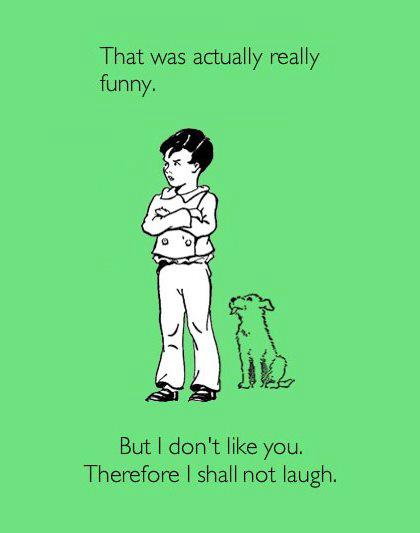 That was actually really
funny.
But I don't like you.
Therefore I shall not laugh.